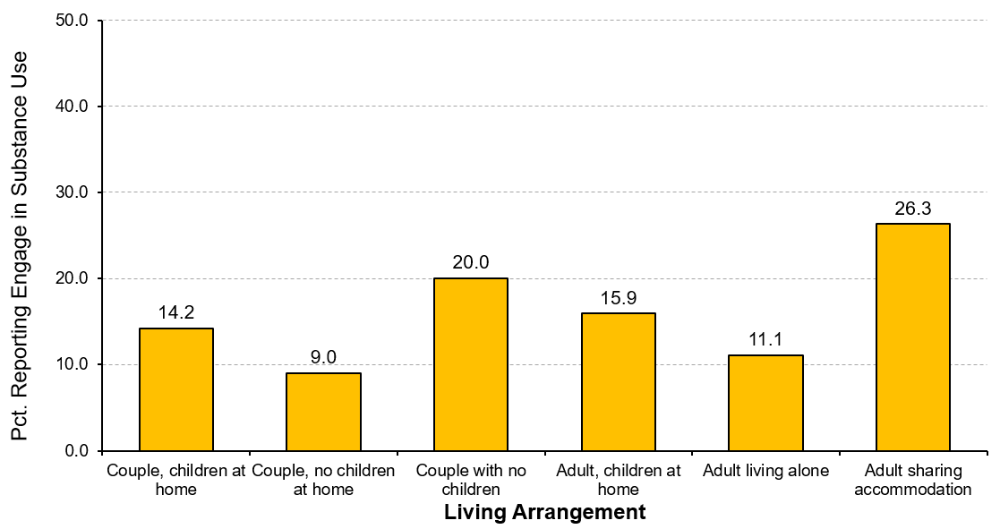 Pct. Reporting Engage in Substance Use
50.0
40.0
30.0
20.0
10.0
0.0
14.2
9.0
20.0
15.9
11.1
26.3
Couple, children at
home
Couple, no children
at home
Couple with no
children
Adult, children at
home
Adult living alone
Adult sharing
accommodation
Living Arrangement